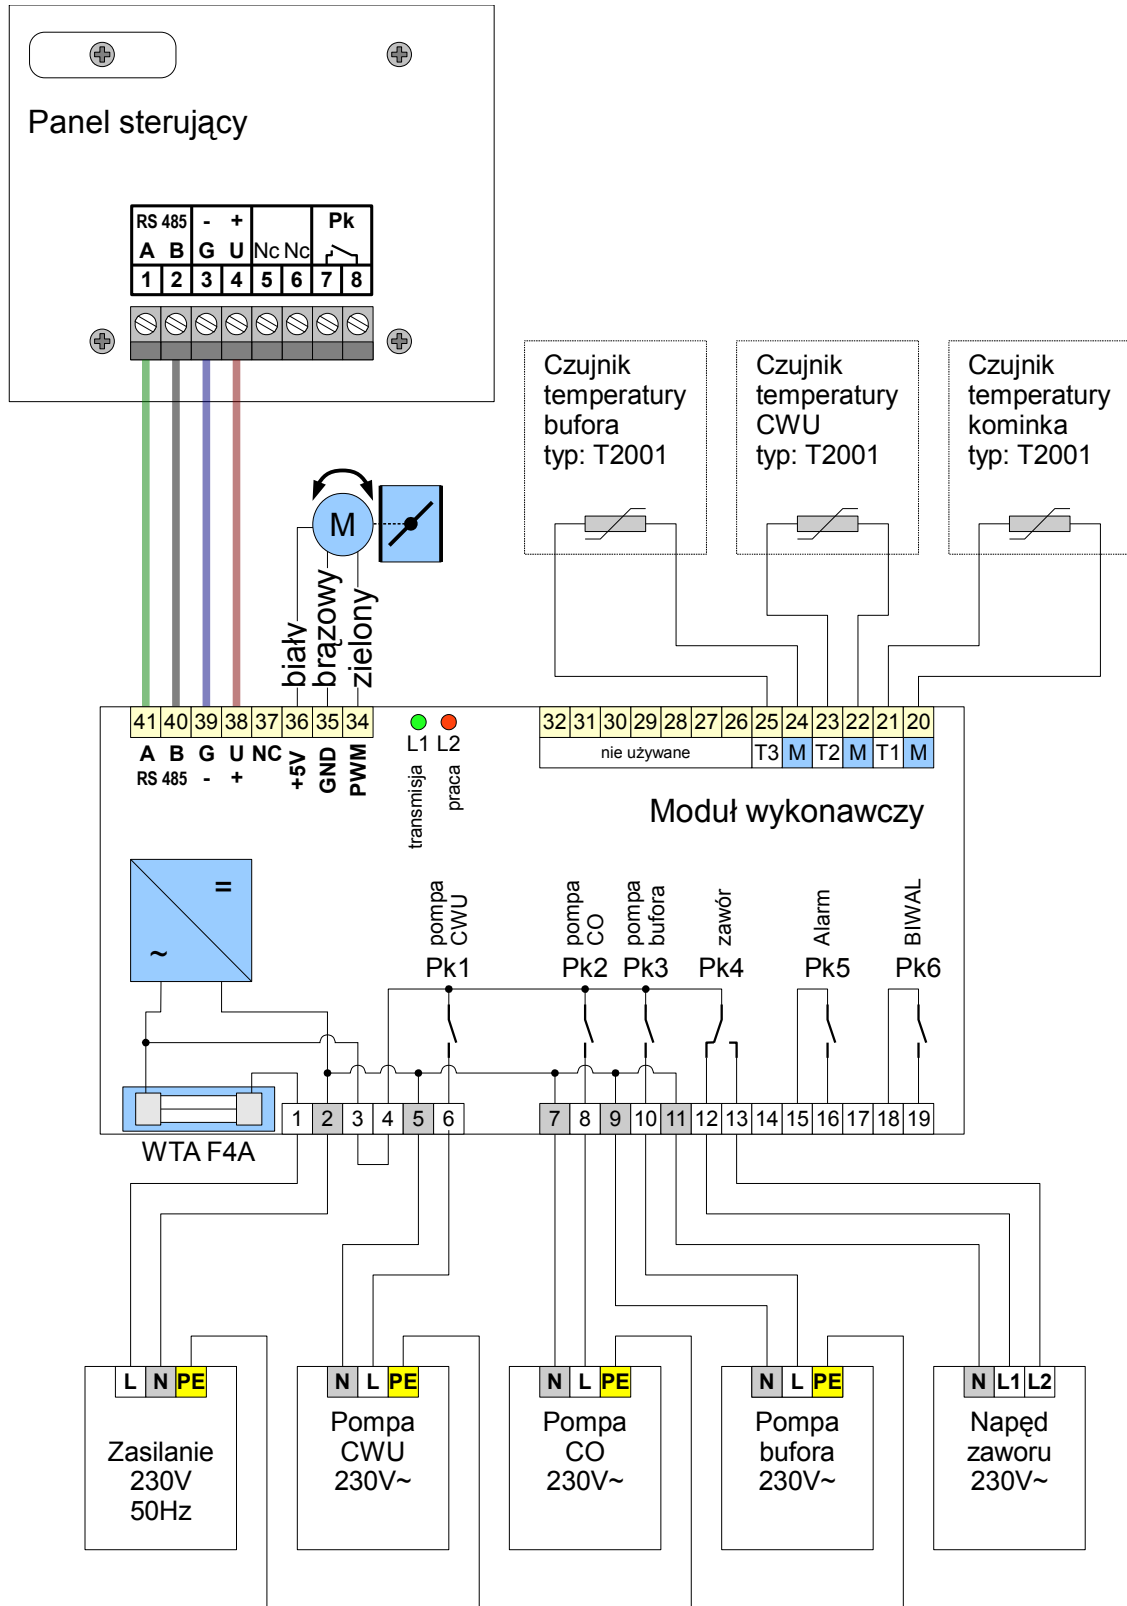 Panel sterujący
RS 485 - + Pk
A B G U Nc Nc
1 2 3 4 5 6 7 8
Czujnik
temperatury
bufora
typ: T2001
Czujnik
temperatury
CWU
typ: T2001
Czujnik
temperatury
kominka
typ: T2001
M
biały
brązowy
zielony
41 40 39 38 37 36 35 34
A B G U NC
RS 485 - +
+5V
GND
PWM
L1 L2
transmisja
praca
32 31 30 29 28 27 26 25 24 23 22 21 20
nie używane T3 M T2 M T1 M
Moduł wykonawczy
=
~
pompa
CWU
Pk1
pompa
CO
Pk2
pompa
bufora
Pk3
zawór
Pk4
Alarm
Pk5
BIWAL
Pk6
WTA F4A
1 2 3 4 5 6 7 8 9 10 11 12 13 14 15 16 17 18 19
L N PE
Zasilanie
230V
50Hz
N L PE
Pompa
CWU
230V~
N L PE
Pompa
CO
230V~
N L PE
Pompa
bufora
230V~
N L1 L2
Napęd
zaworu
230V~